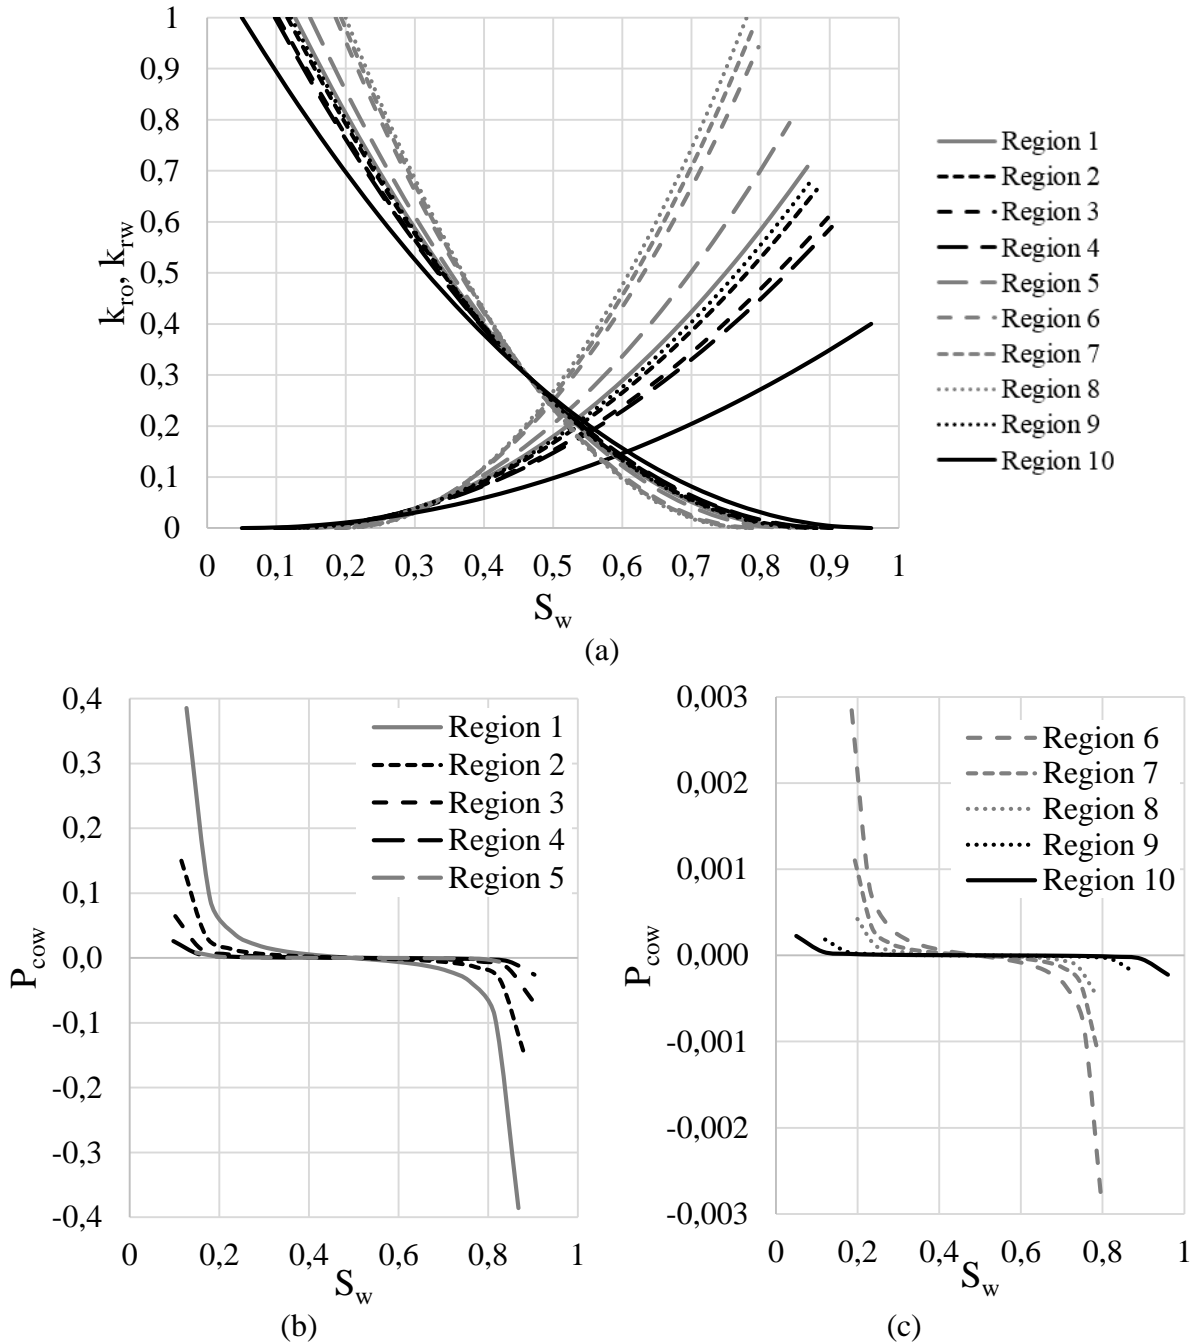 1
0,9
0,8
0,7
0,6
0,5
0,4
0,3
0,2
0,1
0
k_ro, k_rw
0 0,1 0,2 0,3 0,4 0,5 0,6 0,7 0,8 0,9 1
S_w
Region 1
Region 2
Region 3
Region 4
Region 5
Region 6
Region 7
Region 8
Region 9
Region 10
(a)
0,4
0,3
0,2
0,1
0,0
-0,1
-0,2
-0,3
-0,4
P_cow
0 0,2 0,4 0,6 0,8 1
S_w
Region 1
Region 2
Region 3
Region 4
Region 5
(b)
0,003
0,002
0,001
0,000
-0,001
-0,002
-0,003
P_cow
0 0,2 0,4 0,6 0,8 1
S_w
Region 6
Region 7
Region 8
Region 9
Region 10
(c)